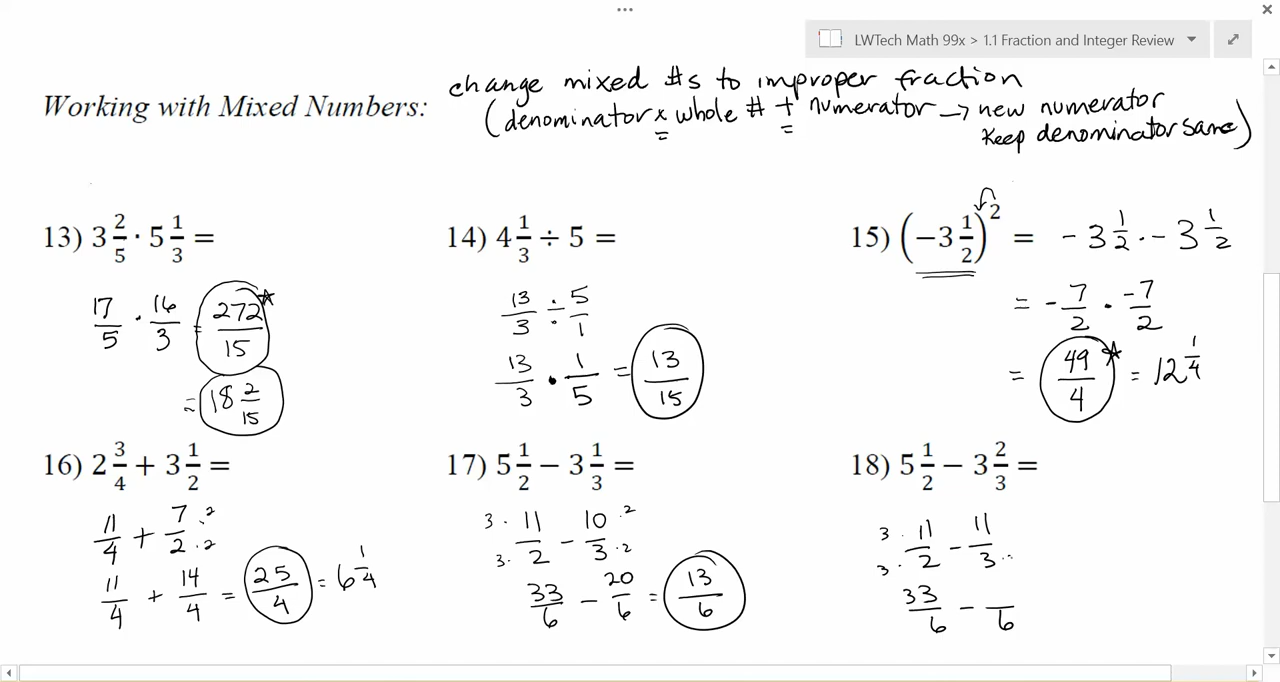 LWTech Math 99x > 1.1 Fraction and Integer Review
Working with Mixed Numbers:
change mixed #s to improper fraction
(denominator x whole # + numerator → new numerator
keep denominator same)
13) 3 2/5 · 5 1/3 =
17/5 · 16/3 = 272/15 *
= 18 2/15
14) 4 1/3 ÷ 5 =
13/3 ÷ 5/1
13/3 · 1/5 = 13/15
15) (−3 1/2)² = -3 1/2 · -3 1/2
= -7/2 · -7/2
= 49/4 * = 12 1/4
16) 2 3/4 + 3 1/2 =
11/4 + 7/2 ·2 ·2
11/4 + 14/4 = 25/4 = 6 1/4
17) 5 1/2 − 3 1/3 =
3· 3· 11/2 − 10/3 ·2 ·2
33/6 − 20/6 = 13/6
18) 5 1/2 − 3 2/3 =
3· 3· 11/2 − 11/3 ·
33/6 − /6